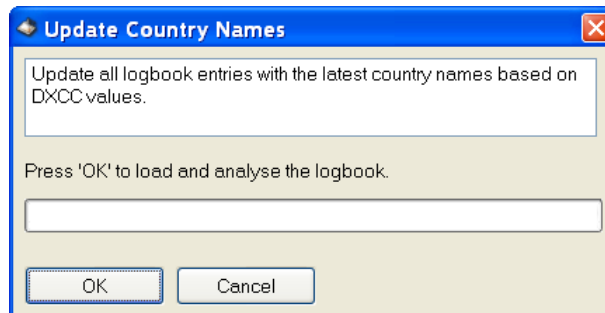 Update Country Names
Update all logbook entries with the latest country names based on
DXCC values.
Press 'OK' to load and analyse the logbook.
OK
Cancel